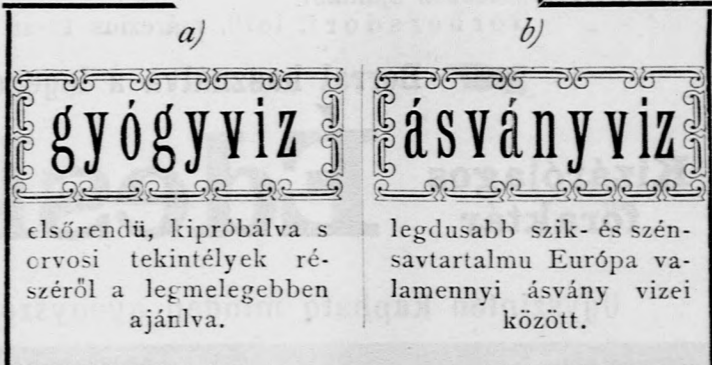 a)
gyógyviz
elsőrendü, kipróbálva s
orvosi tekintélyek ré-
széről a legmelegebben
ajánlva.
b)
ásványviz
legdusabb szik- és szén-
savtartalmu Európa va-
lamennyi ásvány vizei
között.